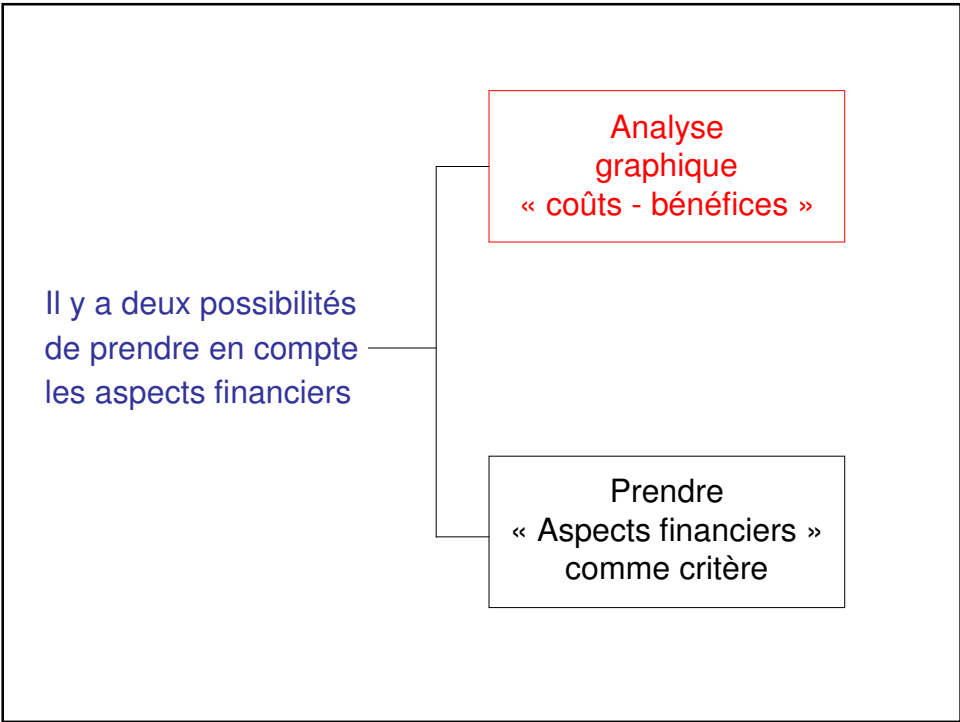 Analyse
graphique
« coûts - bénéfices »
Il y a deux possibilités
de prendre en compte
les aspects financiers
Prendre
« Aspects financiers »
comme critère